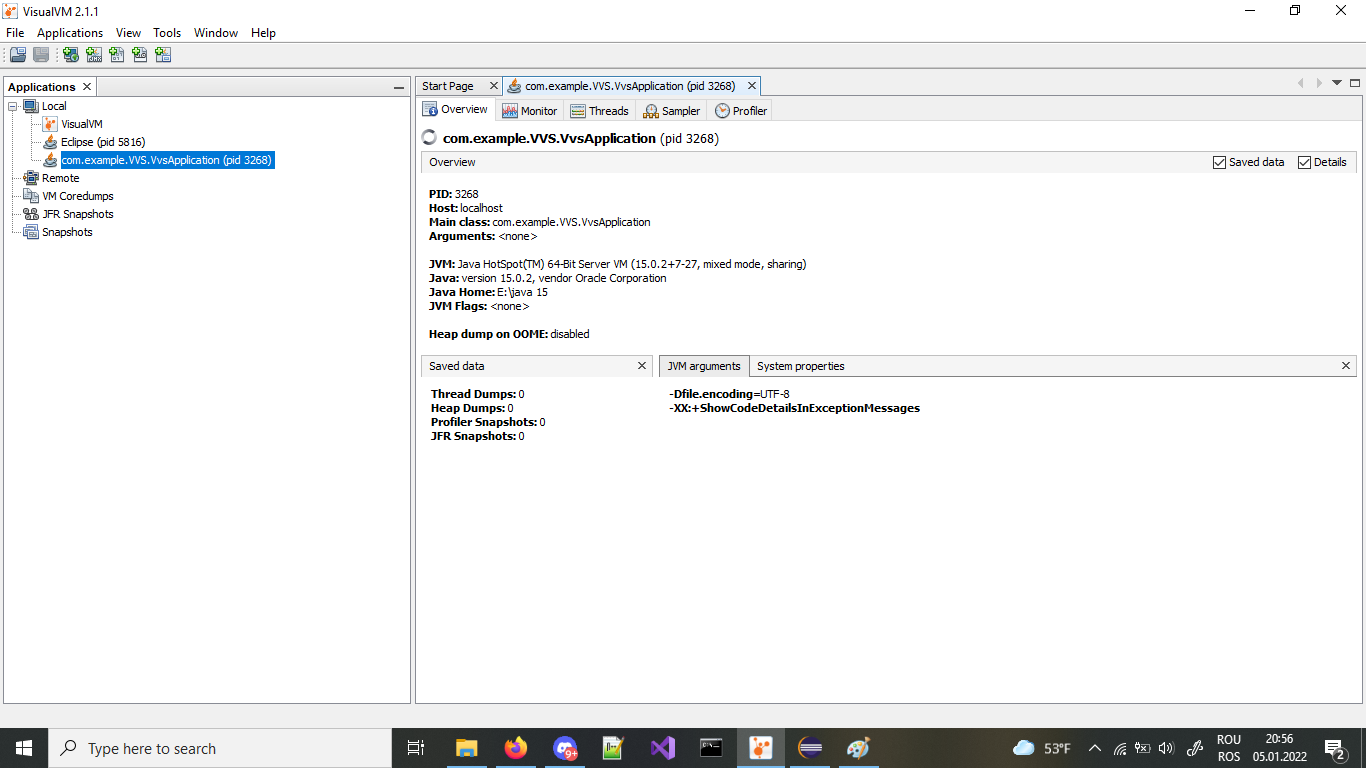 VisualVM 2.1.1
File Applications View Tools Window Help
Applications
Local
VisualVM
Eclipse (pid 5816)
com.example.VVS.VvsApplication (pid 3268)
Remote
VM Coredumps
JFR Snapshots
Snapshots
Start Page com.example.VVS.VvsApplication (pid 3268)
Overview Monitor Threads Sampler Profiler
com.example.VVS.VvsApplication (pid 3268)
Overview Saved data Details
PID: 3268
Host: localhost
Main class: com.example.VVS.VvsApplication
Arguments: <none>
JVM: Java HotSpot(TM) 64-Bit Server VM (15.0.2+7-27, mixed mode, sharing)
Java: version 15.0.2, vendor Oracle Corporation
Java Home: E:\java 15
JVM Flags: <none>
Heap dump on OOME: disabled
Saved data
Thread Dumps: 0
Heap Dumps: 0
Profiler Snapshots: 0
JFR Snapshots: 0
JVM arguments System properties
-Dfile.encoding=UTF-8
-XX:+ShowCodeDetailsInExceptionMessages
Type here to search
9+
53°F
ROU
ROS
20:56
05.01.2022
2